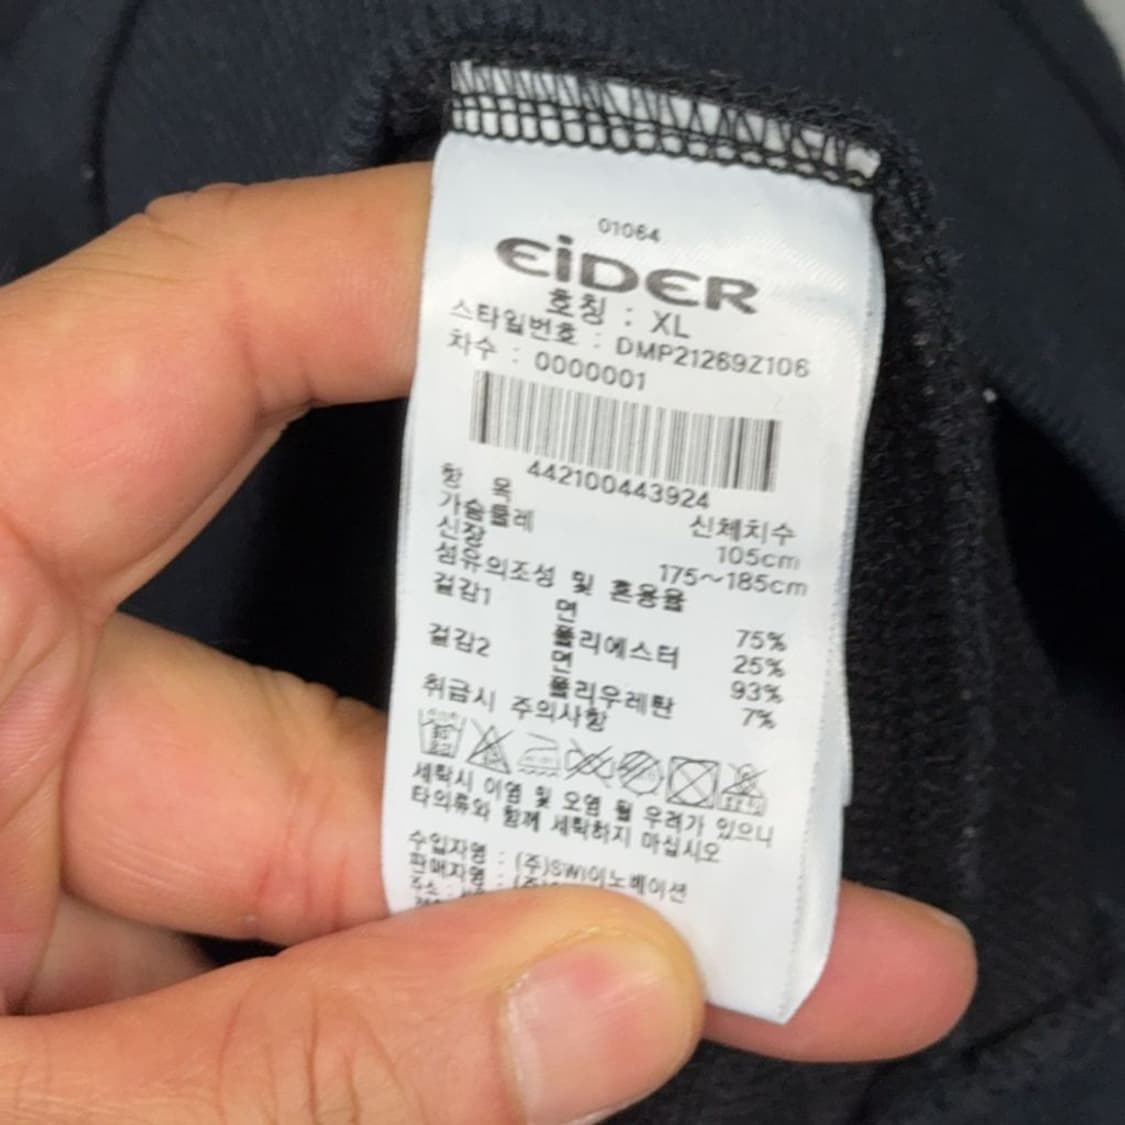 01064
EiDER
호칭 : XL
스타일번호 : DMP21269Z106
차수 : 0000001
442100443924
항 목 신체치수
가슴둘레 105cm
신장 175~185cm
섬유의조성 및 혼용율
겉감1 면 75%
폴리에스터 25%
겉감2 면 93%
폴리우레탄 7%
취급시 주의사항
세탁시 이염 및 오염 될 우려가 있으니
타의류와 함께 세탁하지 마십시오
수입자명 : (주)SWI이노베이션
판매자명 : (주)
주소 :